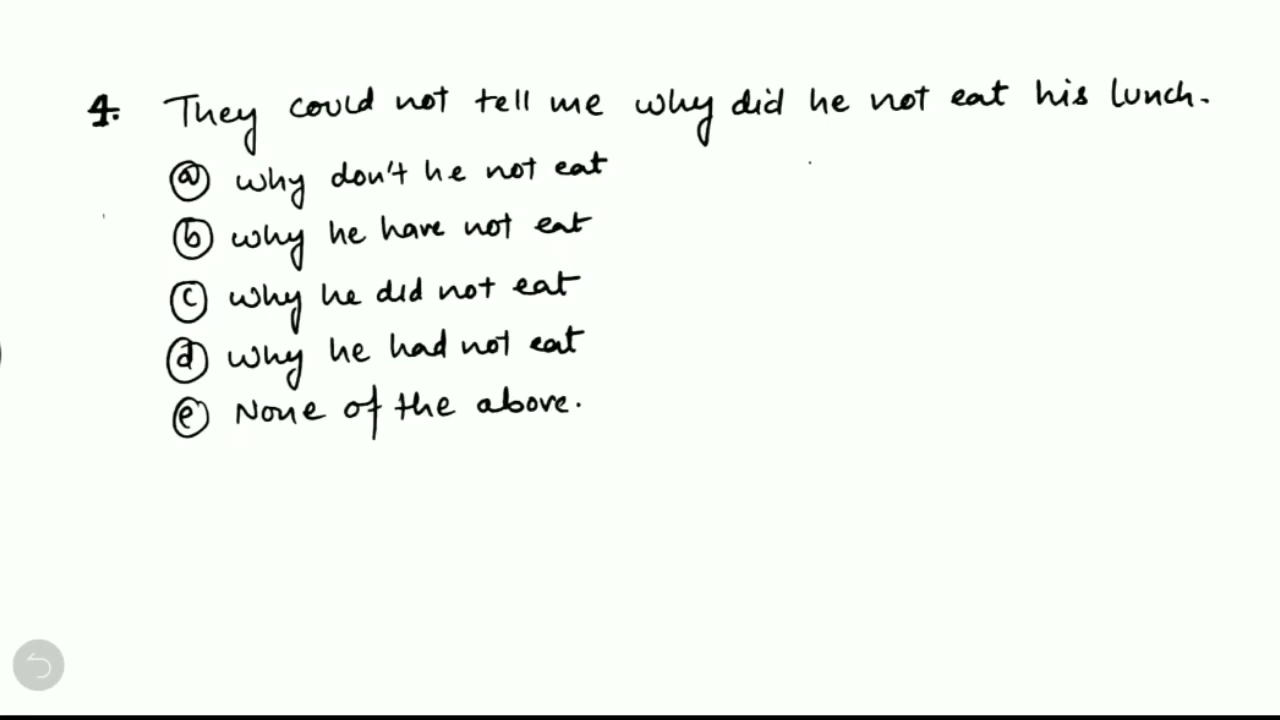 4. They could not tell me why did he not eat his lunch.
(a) why don't he not eat
(b) why he have not eat
(c) why he did not eat
(d) why he had not eat
(e) None of the above.